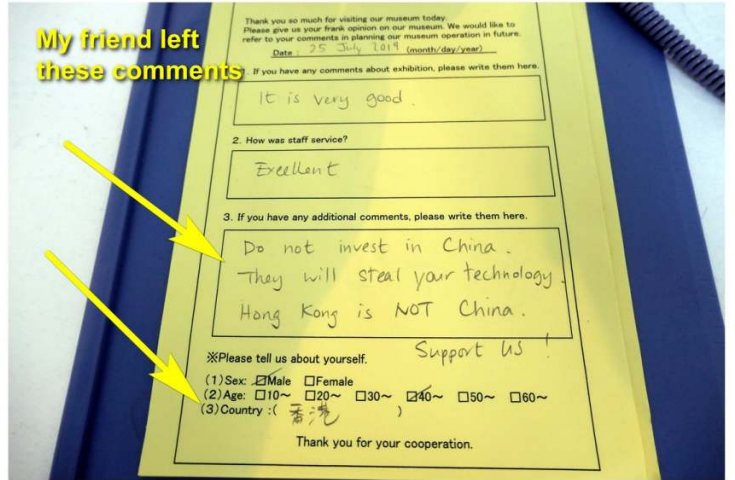 My friend left
these comments
Thank you so much for visiting our museum today.
Please give us your frank opinion on our museum. We would like to
refer to your comments in planning our museum operation in future.
Date : 25 July 2019 (month/day/year)
. If you have any comments about exhibition, please write them here.
It is very good.
2. How was staff service?
Excellent
3. If you have any additional comments, please write them here.
Do not invest in China.
They will steal your technology.
Hong Kong is NOT China.
Support us !
※Please tell us about yourself.
(1)Sex: ☑Male ☐Female
(2)Age: ☐10~ ☐20~ ☐30~ ☑40~ ☐50~ ☐60~
(3)Country :( 香港 )
Thank you for your cooperation.